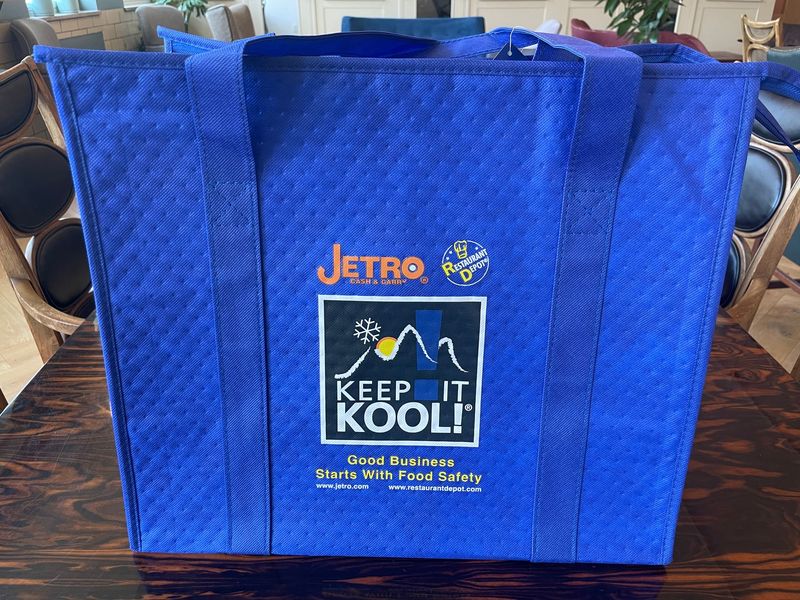 JETRO®
CASH & CARRY
RESTAURANT
DEPOT®
KEEP IT
KOOL!®
Good Business
Starts With Food Safety
www.jetro.com www.restaurantdepot.com